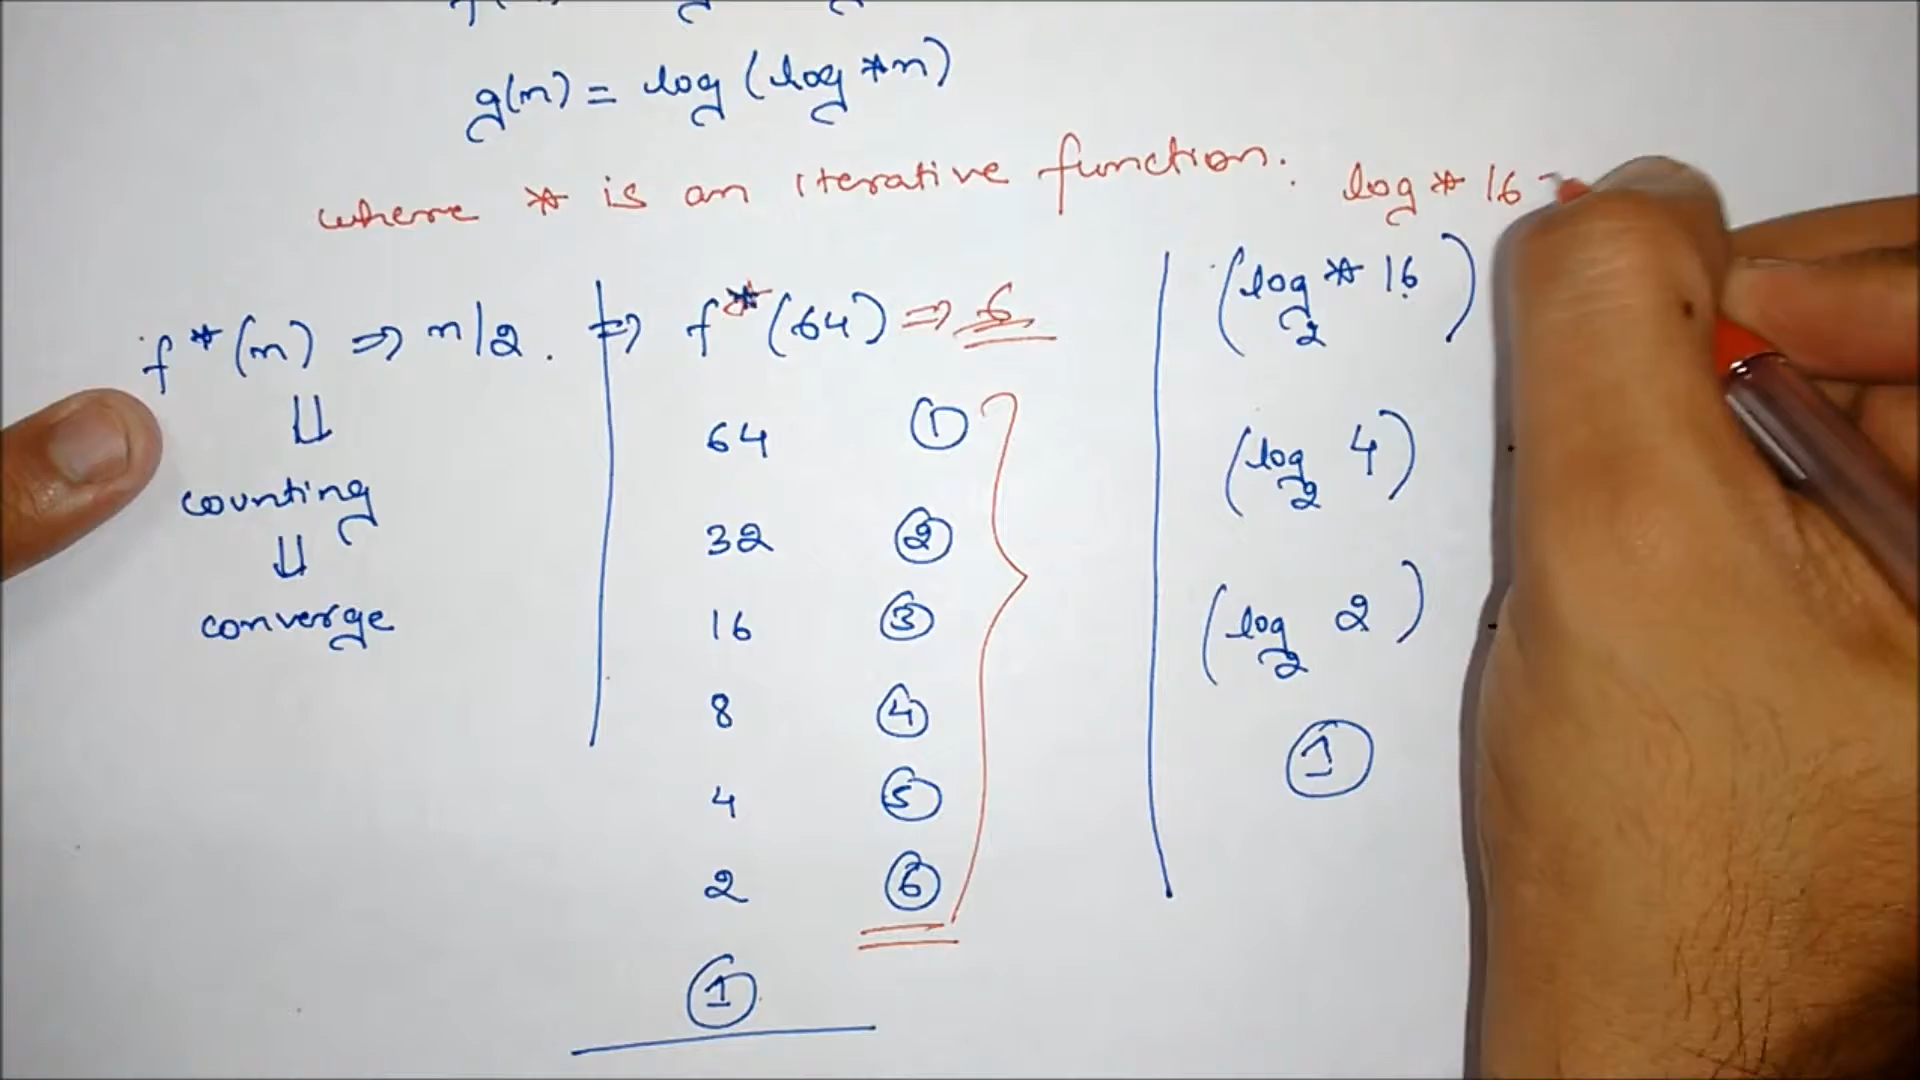 g(n) = log (log *n)
where * is an iterative function.
log * 16 =
f*(n) ⇒ n/2 .
⇓
counting
⇓
converge
⇒ f*(64) ⇒ 6
64 ①
32 ②
16 ③
8 ④
4 ⑤
2 ⑥
①
(log₂ * 16)
(log₂ 4)
(log₂ 2)
①